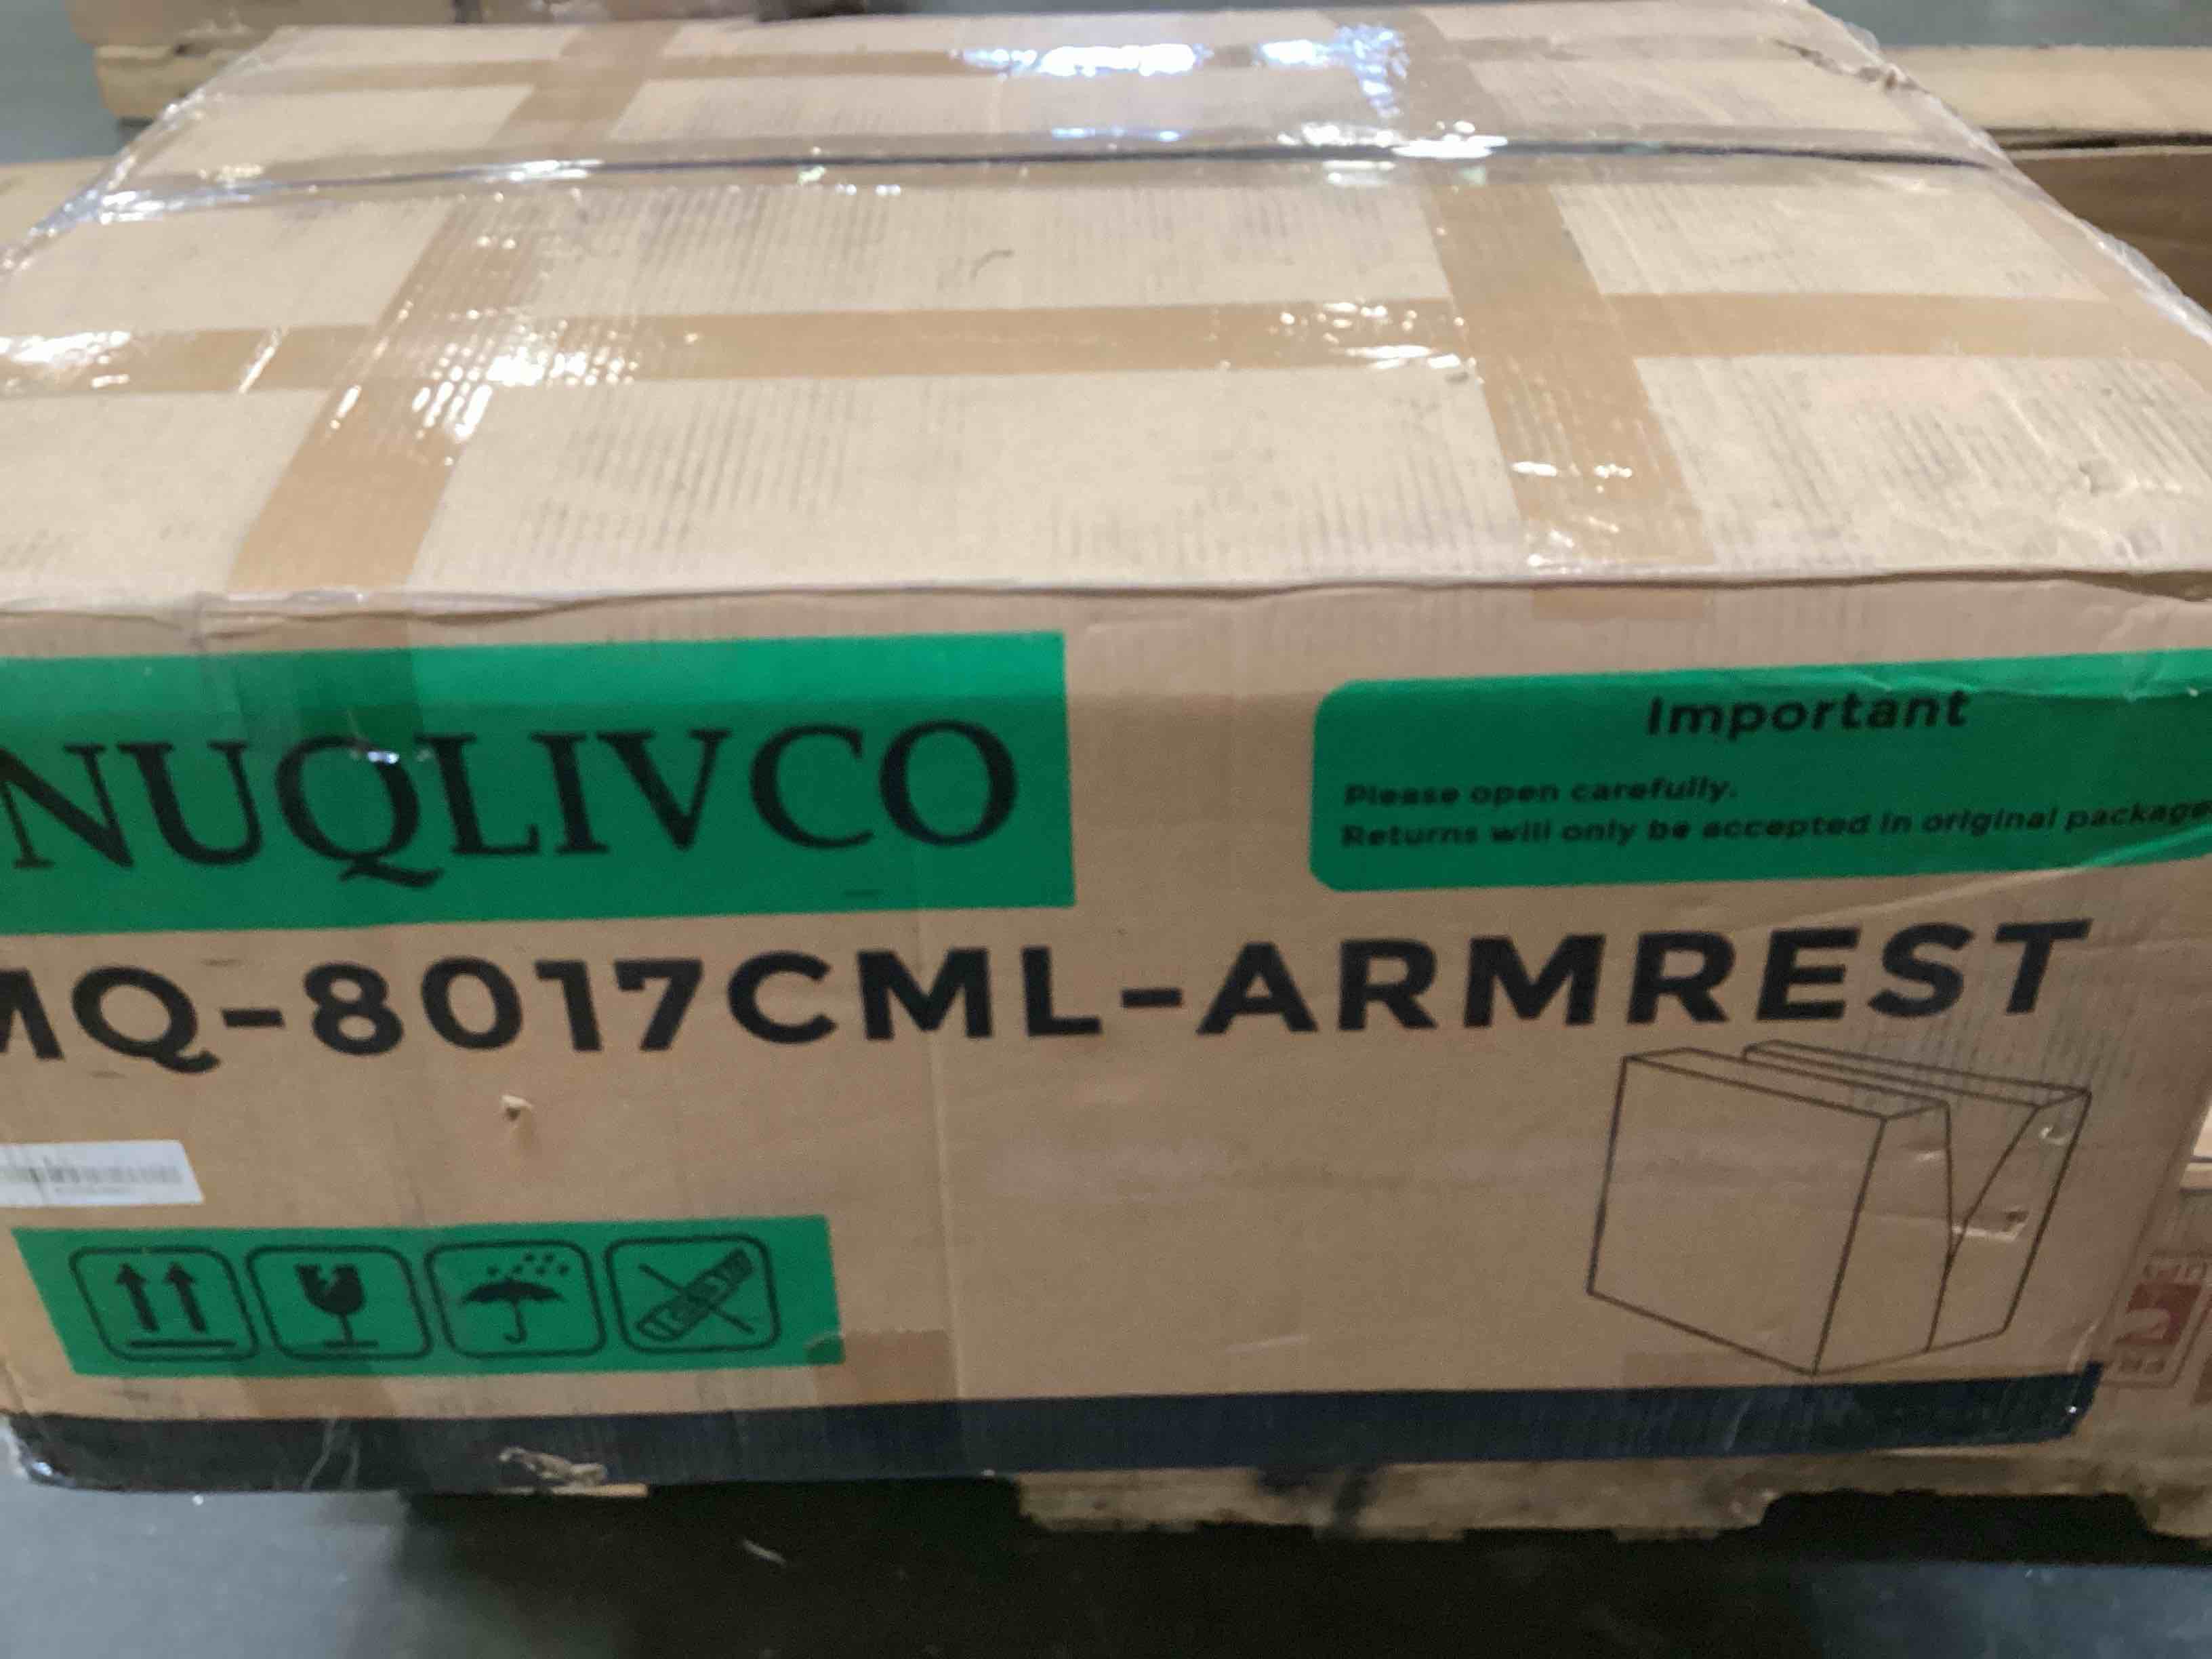 NUQLIVCO
Important
Please open carefully.
Returns will only be accepted in original package
MQ-8017CML-ARMREST